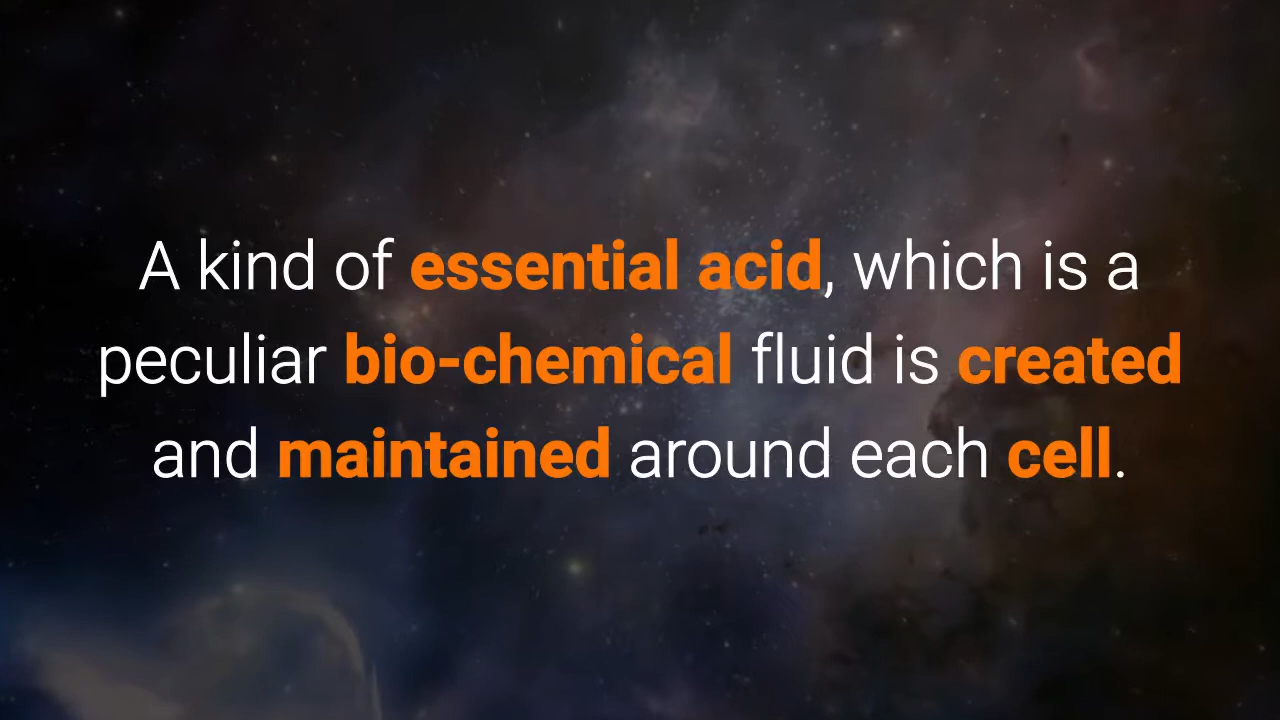 A kind of essential acid, which is a
peculiar bio-chemical fluid is created
and maintained around each cell.